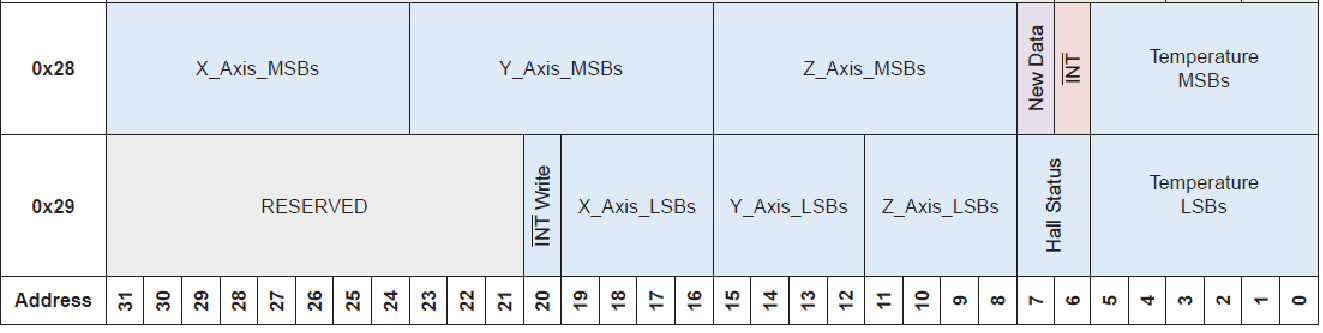 0x28
X_Axis_MSBs
Y_Axis_MSBs
Z_Axis_MSBs
New Data
INT
Temperature
MSBs
0x29
RESERVED
INT Write
X_Axis_LSBs
Y_Axis_LSBs
Z_Axis_LSBs
Hall Status
Temperature
LSBs
Address 31 30 29 28 27 26 25 24 23 22 21 20 19 18 17 16 15 14 13 12 11 10 9 8 7 6 5 4 3 2 1 0